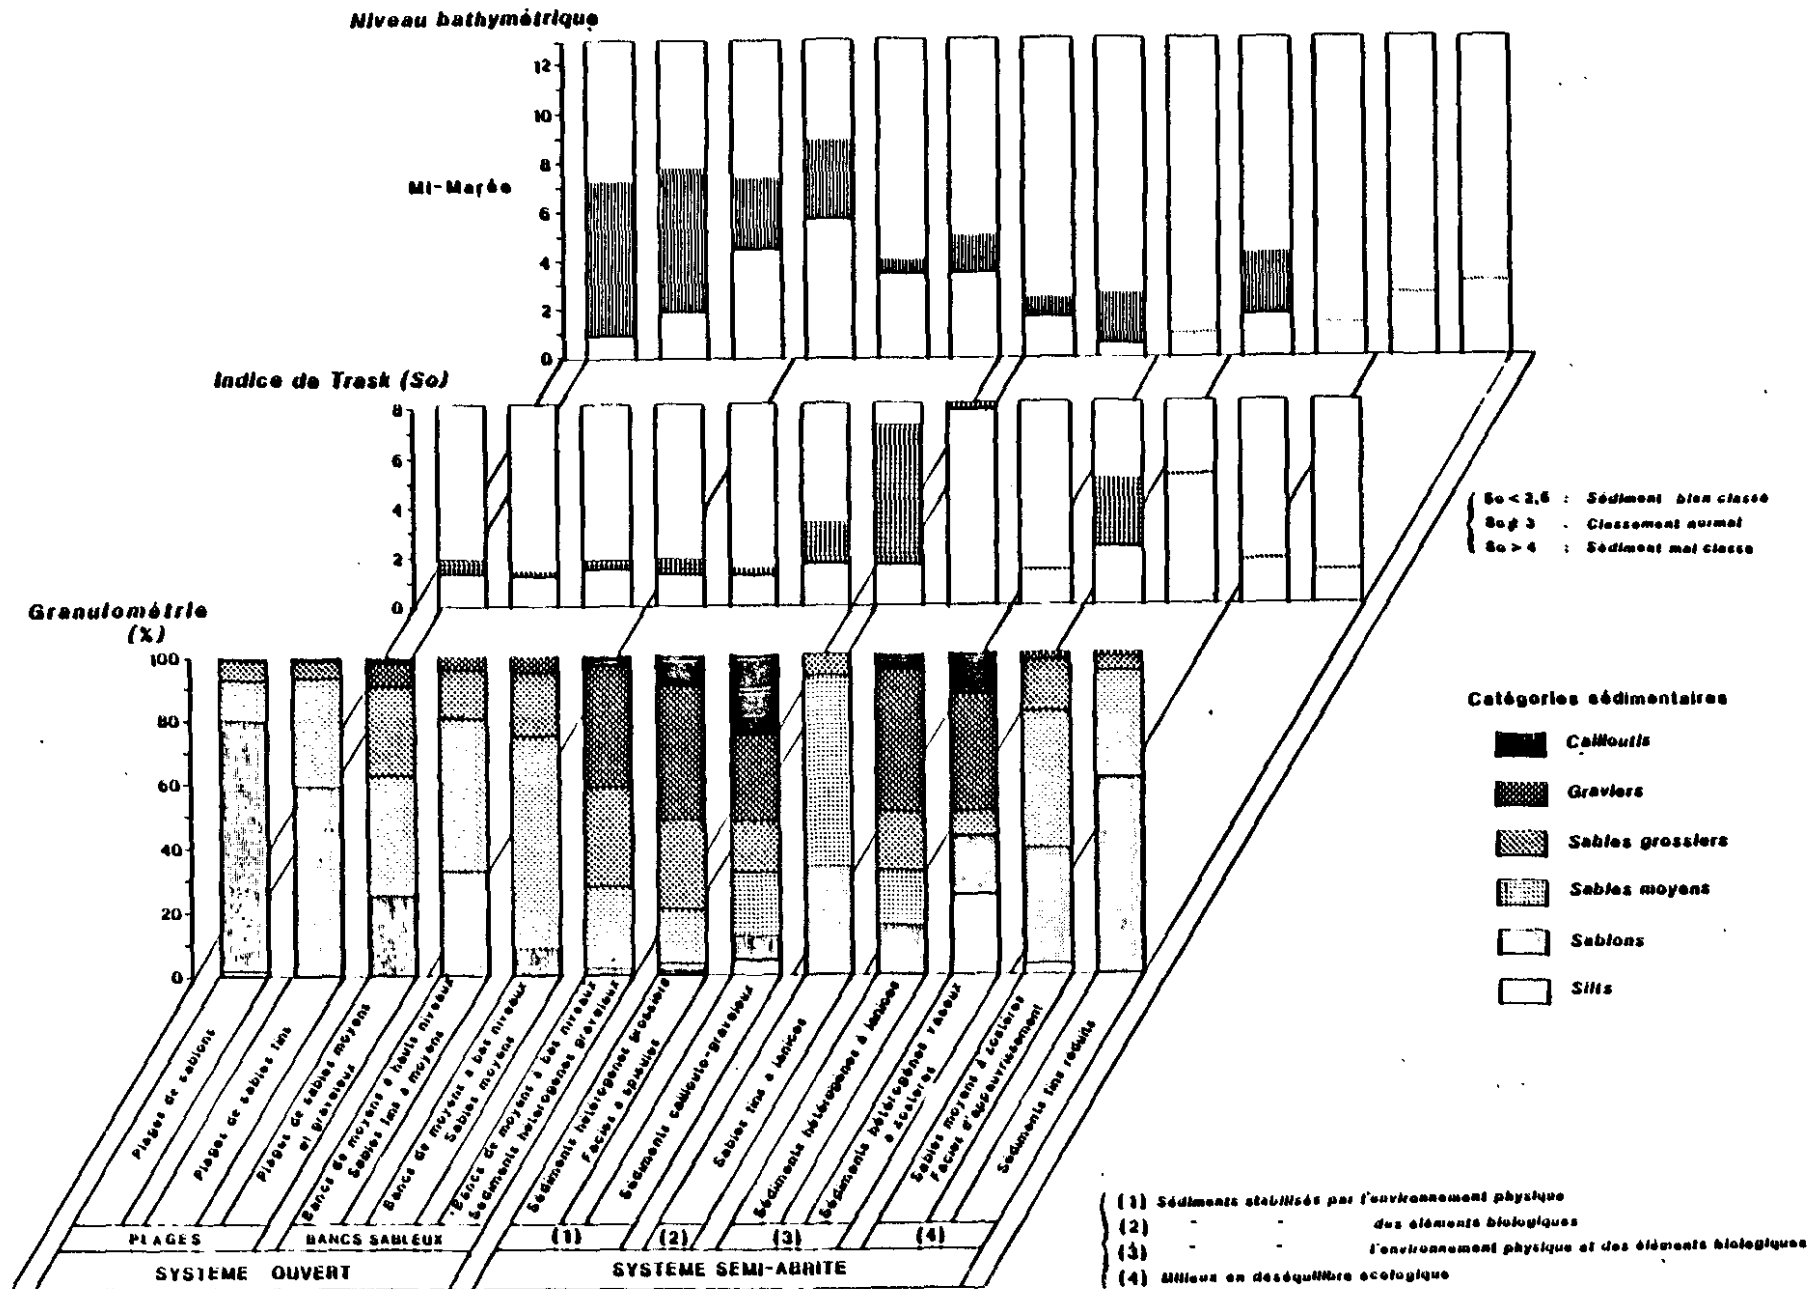 Niveau bathymétrique
12
10
8
Mi-Marée
6
4
2
0
Indice de Trask (So)
8
6
4
2
0
So < 2,5 : Sédiment bien classé
So # 3 : Classement normal
So > 4 : Sédiment mal classé
Granulométrie
(%)
100
80
60
40
20
0
Catégories sédimentaires
Cailloutis
Graviers
Sables grossiers
Sables moyens
Sablons
Silts
Plages de sablons
Plages de sables fins
Plages de sables moyens
et graveleux
Bancs de moyens à hauts niveaux
Sables fins à moyens
Bancs de moyens à bas niveaux
Sables moyens
Bancs de moyens à bas niveaux
Sédiments hétérogènes graveleux
Sédiments hétérogènes grossiers
Faciès à spisules
Sédiments caillouto-graveleux
Sables fins à lanices
Sédiments hétérogènes à lanices
Sédiments hétérogènes vaseux
à zostères
Sables moyens à zostères
Faciès d'appauvrissement
Sédiments fins réduits
PLAGES
BANCS SABLEUX
(1)
(2)
(3)
(4)
SYSTEME OUVERT
SYSTEME SEMI-ABRITE
(1) Sédiments stabilisés par l'environnement physique
(2) - - des éléments biologiques
(3) - - l'environnement physique et des éléments biologiques
(4) Milieux en déséquilibre écologique